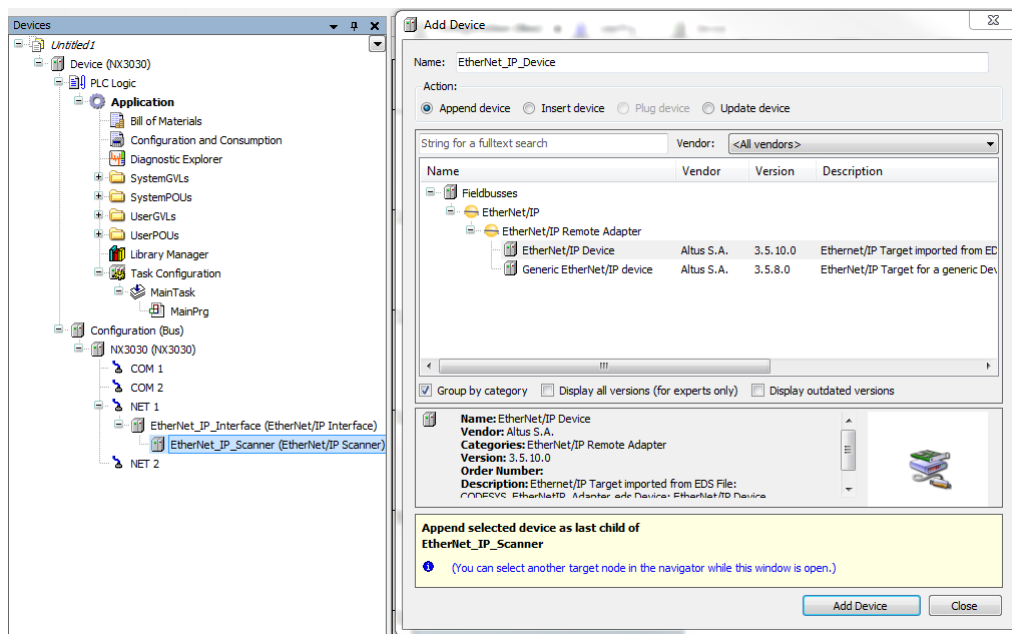 Devices
Untitled1
Device (NX3030)
PLC Logic
Application
Bill of Materials
Configuration and Consumption
Diagnostic Explorer
SystemGVLs
SystemPOUs
UserGVLs
UserPOUs
Library Manager
Task Configuration
MainTask
MainPrg
Configuration (Bus)
NX3030 (NX3030)
COM 1
COM 2
NET 1
EtherNet_IP_Interface (EtherNet/IP Interface)
EtherNet_IP_Scanner (EtherNet/IP Scanner)
NET 2
Add Device
Name: EtherNet_IP_Device
Action:
Append device Insert device Plug device Update device
String for a fulltext search Vendor: <All vendors>
Name Vendor Version Description
Fieldbusses
EtherNet/IP
EtherNet/IP Remote Adapter
EtherNet/IP Device Altus S.A. 3.5.10.0 Ethernet/IP Target imported from ED
Generic EtherNet/IP device Altus S.A. 3.5.8.0 EtherNet/IP Target for a generic Dev
Group by category Display all versions (for experts only) Display outdated versions
Name: EtherNet/IP Device
Vendor: Altus S.A.
Categories: EtherNet/IP Remote Adapter
Version: 3.5.10.0
Order Number:
Description: Ethernet/IP Target imported from EDS File:
CODESYS_EtherNetIP_Adapter.eds Device: EtherNet/IP Device
Append selected device as last child of
EtherNet_IP_Scanner
(You can select another target node in the navigator while this window is open.)
Add Device Close